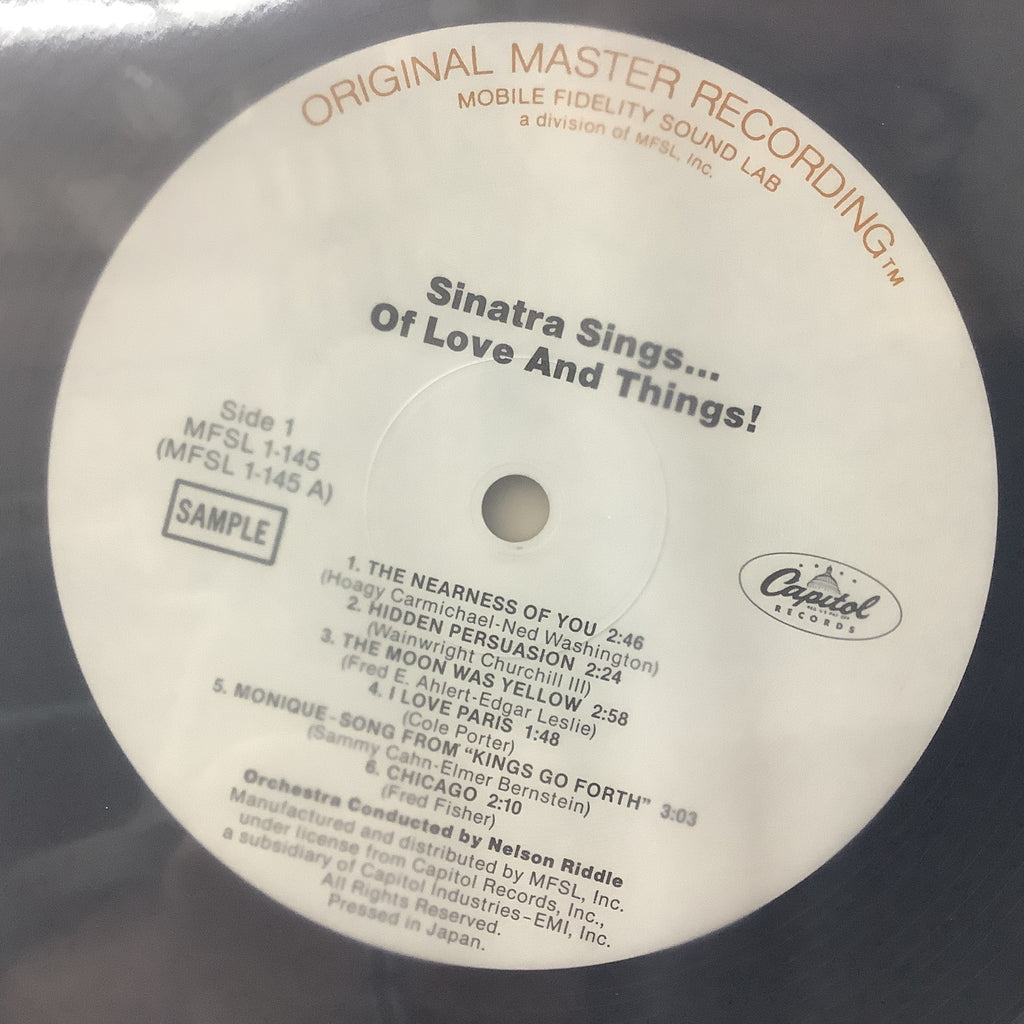 ORIGINAL MASTER RECORDING™
MOBILE FIDELITY SOUND LAB
a division of MFSL, Inc.
Sinatra Sings...
Of Love And Things!
Side 1
MFSL 1-145
(MFSL 1-145 A)
SAMPLE
Capitol
RECORDS
1. THE NEARNESS OF YOU 2:46
(Hoagy Carmichael-Ned Washington)
2. HIDDEN PERSUASION 2:24
(Wainwright Churchill III)
3. THE MOON WAS YELLOW 2:58
(Fred E. Ahlert-Edgar Leslie)
4. I LOVE PARIS 1:48
(Cole Porter)
5. MONIQUE-SONG FROM “KINGS GO FORTH” 3:03
(Sammy Cahn-Elmer Bernstein)
6. CHICAGO 2:10
(Fred Fisher)
Orchestra Conducted by Nelson Riddle
Manufactured and distributed by MFSL, Inc.
under license from Capitol Records, Inc.,
a subsidiary of Capitol Industries-EMI, Inc.
All Rights Reserved.
Pressed in Japan.